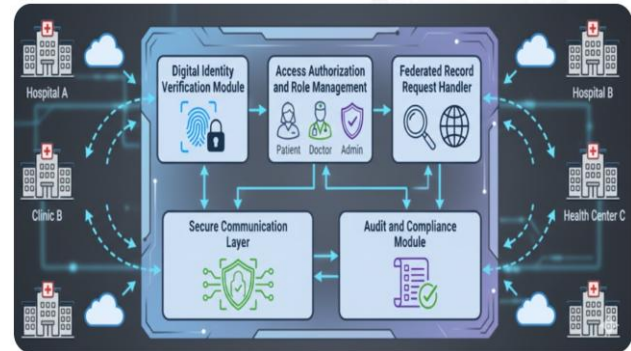 Digital Identity
Verification Module
Access Authorization
and Role Management
Patient
Doctor
Admin
Federated Record
Request Handler
Hospital A
Hospital B
Clinic B
Health Center C
Secure Communication
Layer
Audit and Compliance
Module